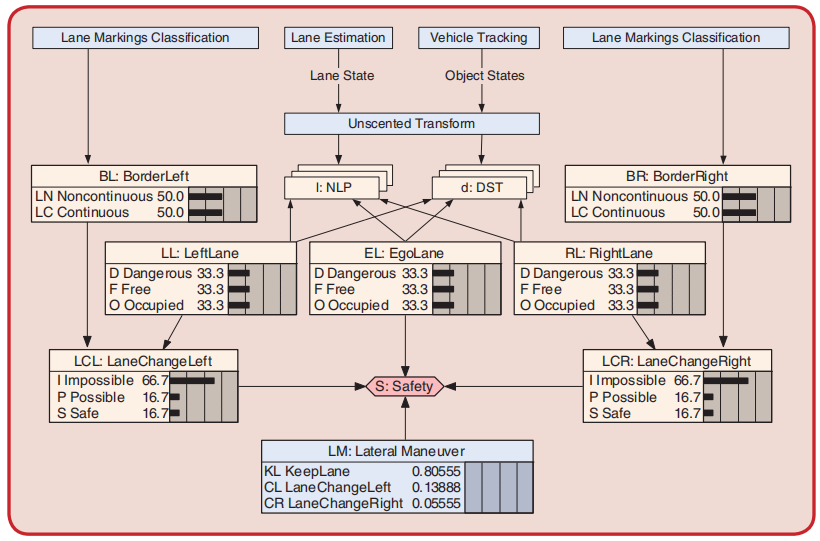 Lane Markings Classification
Lane Estimation
Vehicle Tracking
Lane Markings Classification
Lane State
Object States
Unscented Transform
BL: BorderLeft
LN Noncontinuous 50.0
LC Continuous 50.0
l: NLP
d: DST
BR: BorderRight
LN Noncontinuous 50.0
LC Continuous 50.0
LL: LeftLane
D Dangerous 33.3
F Free 33.3
O Occupied 33.3
EL: EgoLane
D Dangerous 33.3
F Free 33.3
O Occupied 33.3
RL: RightLane
D Dangerous 33.3
F Free 33.3
O Occupied 33.3
LCL: LaneChangeLeft
I Impossible 66.7
P Possible 16.7
S Safe 16.7
S: Safety
LCR: LaneChangeRight
I Impossible 66.7
P Possible 16.7
S Safe 16.7
LM: Lateral Maneuver
KL KeepLane 0.80555
CL LaneChangeLeft 0.13888
CR LaneChangeRight 0.05555